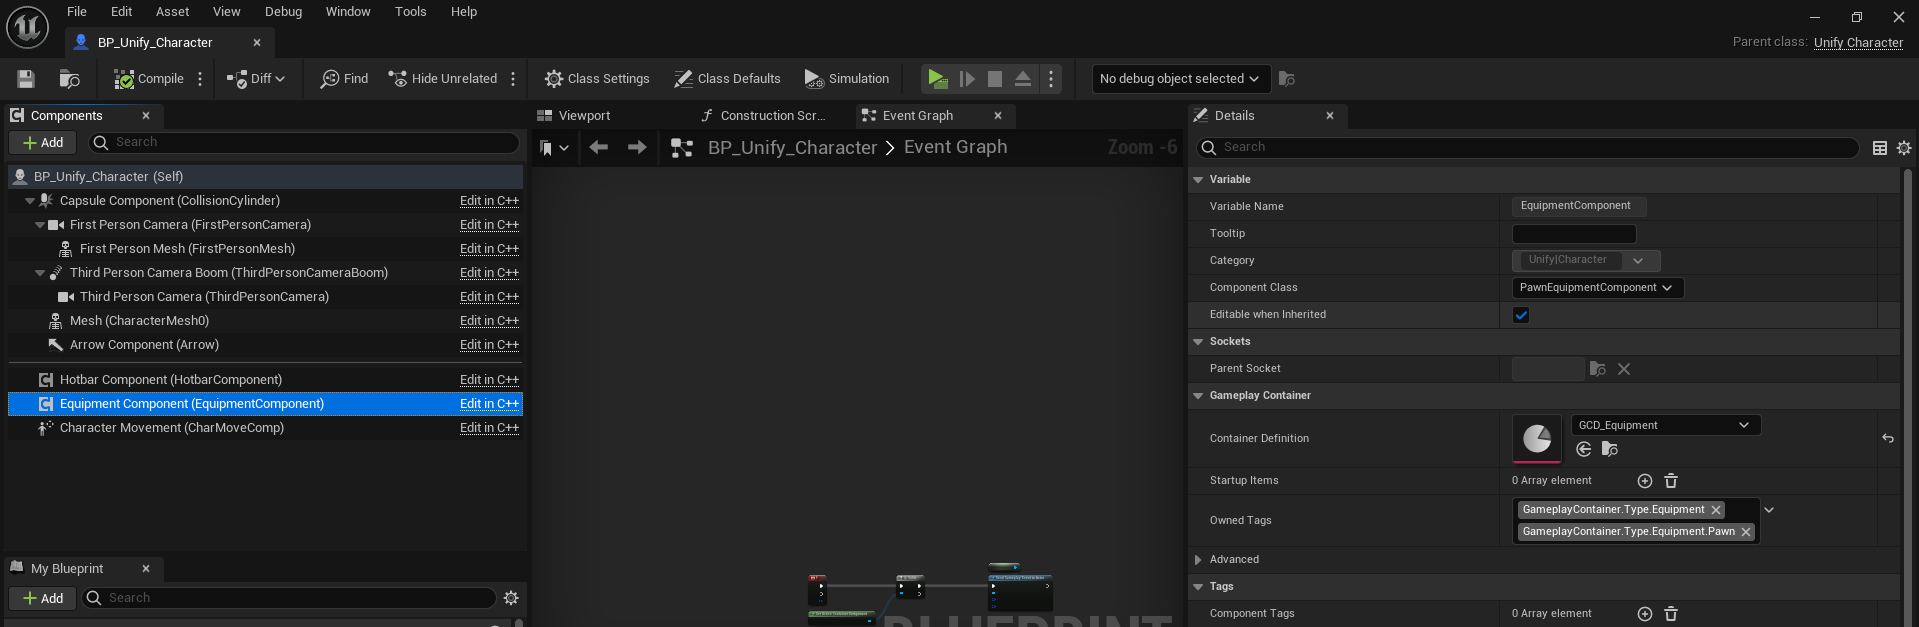 File Edit Asset View Debug Window Tools Help
BP_Unify_Character
Parent class: Unify Character
Compile Diff Find Hide Unrelated Class Settings Class Defaults Simulation No debug object selected
Components
Add Search
BP_Unify_Character (Self)
Capsule Component (CollisionCylinder) Edit in C++
First Person Camera (FirstPersonCamera) Edit in C++
First Person Mesh (FirstPersonMesh) Edit in C++
Third Person Camera Boom (ThirdPersonCameraBoom) Edit in C++
Third Person Camera (ThirdPersonCamera) Edit in C++
Mesh (CharacterMesh0) Edit in C++
Arrow Component (Arrow) Edit in C++
Hotbar Component (HotbarComponent) Edit in C++
Equipment Component (EquipmentComponent) Edit in C++
Character Movement (CharMoveComp) Edit in C++
My Blueprint
Add Search
Viewport Construction Scr... Event Graph
BP_Unify_Character > Event Graph Zoom -6
BLUEPRINT
Details
Search
Variable
Variable Name EquipmentComponent
Tooltip
Category Unify|Character
Component Class PawnEquipmentComponent
Editable when Inherited
Sockets
Parent Socket
Gameplay Container
Container Definition GCD_Equipment
Startup Items 0 Array element
Owned Tags GameplayContainer.Type.Equipment
GameplayContainer.Type.Equipment.Pawn
Advanced
Tags
Component Tags 0 Array element